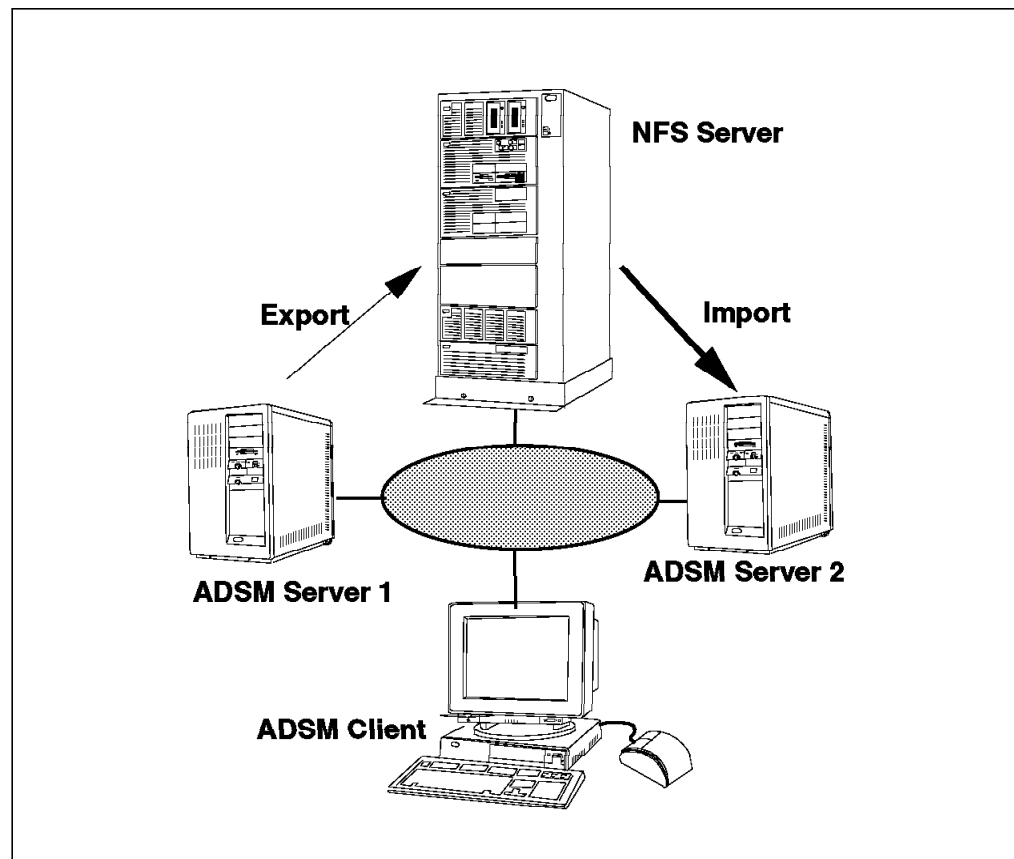 NFS Server
Export
Import
ADSM Server 1
ADSM Server 2
ADSM Client